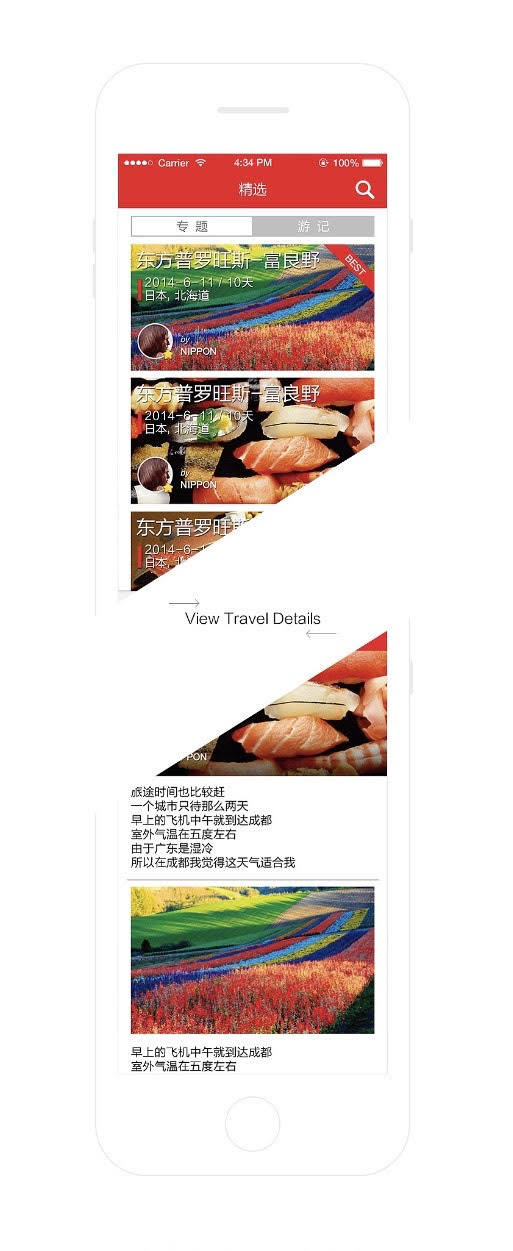 Carrier 4:34 PM 100%
精选
专 题 游 记
东方普罗旺斯-富良野
BEST
2014-6-11 / 10天
日本, 北海道
by
NIPPON
东方普罗旺斯-富良野
2014-6-11 / 10天
日本, 北海道
by
NIPPON
东方普罗旺斯
2014-6-1
日本,
View Travel Details
PON
旅途时间也比较赶
一个城市只待那么两天
早上的飞机中午就到达成都
室外气温在五度左右
由于广东是湿冷
所以在成都我觉得这天气适合我
早上的飞机中午就到达成都
室外气温在五度左右